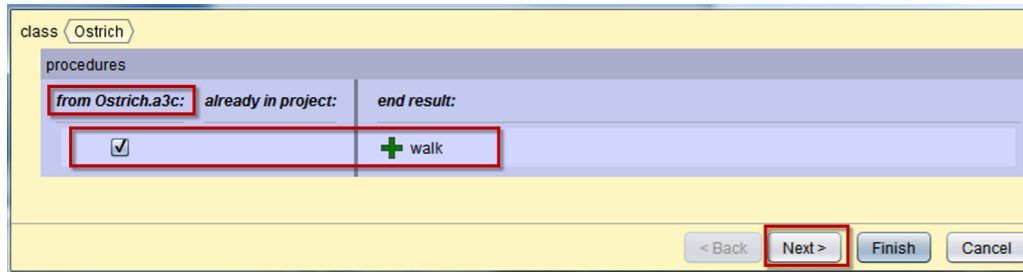 class Ostrich
procedures
from Ostrich.a3c: already in project: end result:
walk
< Back Next > Finish Cancel